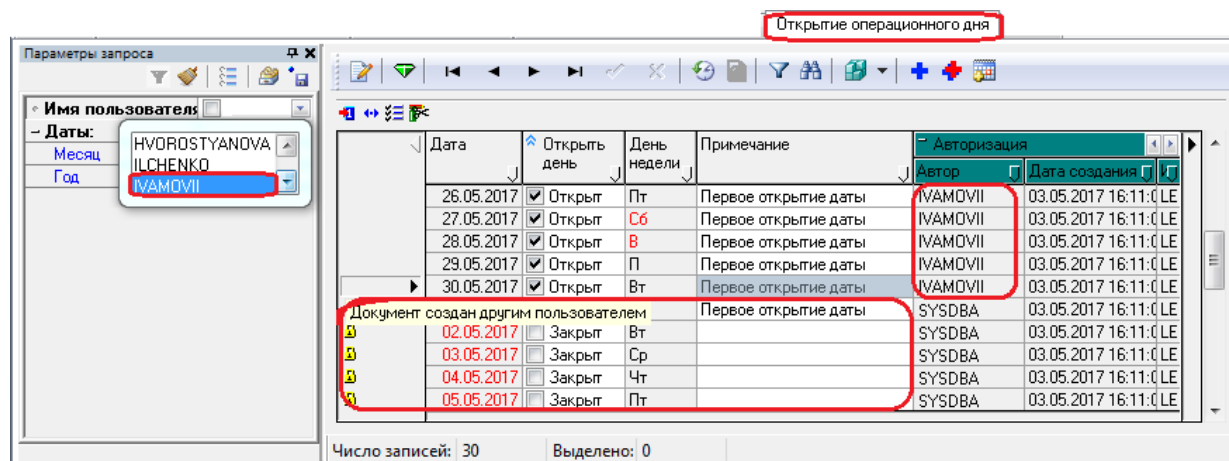 Открытие операционного дня
Параметры запроса
Имя пользователя
Даты:
Месяц
Год
HVOROSTYANOVA
ILCHENKO
IVAMOVII
Дата Открыть день День недели Примечание Авторизация
Автор Дата создания
26.05.2017 Открыт Пт Первое открытие даты IVAMOVII 03.05.2017 16:11:0 LE
27.05.2017 Открыт Сб Первое открытие даты IVAMOVII 03.05.2017 16:11:0 LE
28.05.2017 Открыт В Первое открытие даты IVAMOVII 03.05.2017 16:11:0 LE
29.05.2017 Открыт П Первое открытие даты IVAMOVII 03.05.2017 16:11:0 LE
30.05.2017 Открыт Вт Первое открытие даты IVAMOVII 03.05.2017 16:11:0 LE
Документ создан другим пользователем Первое открытие даты SYSDBA 03.05.2017 16:11:0 LE
02.05.2017 Закрыт Вт SYSDBA 03.05.2017 16:11:0 LE
03.05.2017 Закрыт Ср SYSDBA 03.05.2017 16:11:0 LE
04.05.2017 Закрыт Чт SYSDBA 03.05.2017 16:11:0 LE
05.05.2017 Закрыт Пт SYSDBA 03.05.2017 16:11:0 LE
Число записей: 30 Выделено: 0